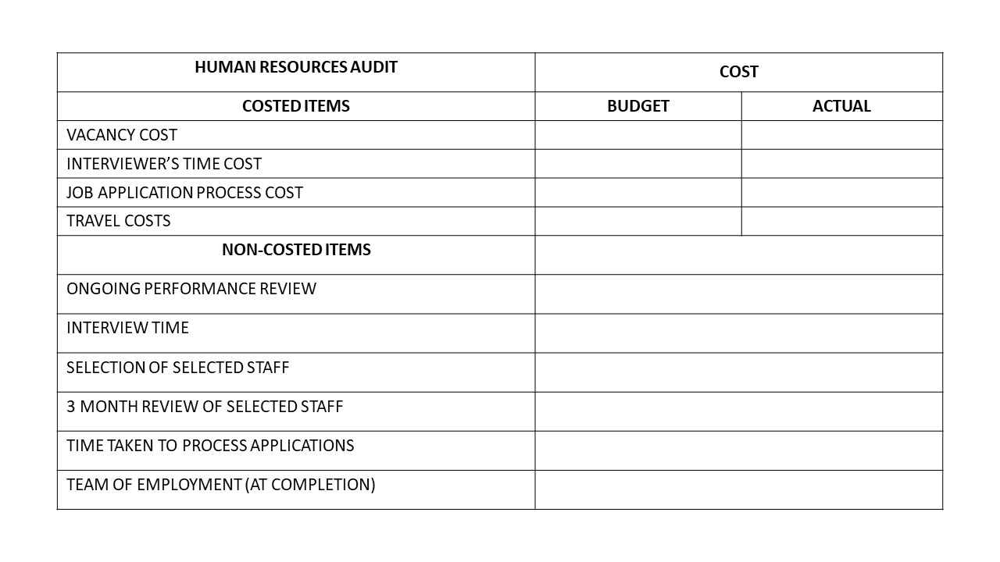 HUMAN RESOURCES AUDIT
COST
COSTED ITEMS
BUDGET
ACTUAL
VACANCY COST
INTERVIEWER’S TIME COST
JOB APPLICATION PROCESS COST
TRAVEL COSTS
NON-COSTED ITEMS
ONGOING PERFORMANCE REVIEW
INTERVIEW TIME
SELECTION OF SELECTED STAFF
3 MONTH REVIEW OF SELECTED STAFF
TIME TAKEN TO PROCESS APPLICATIONS
TEAM OF EMPLOYMENT (AT COMPLETION)